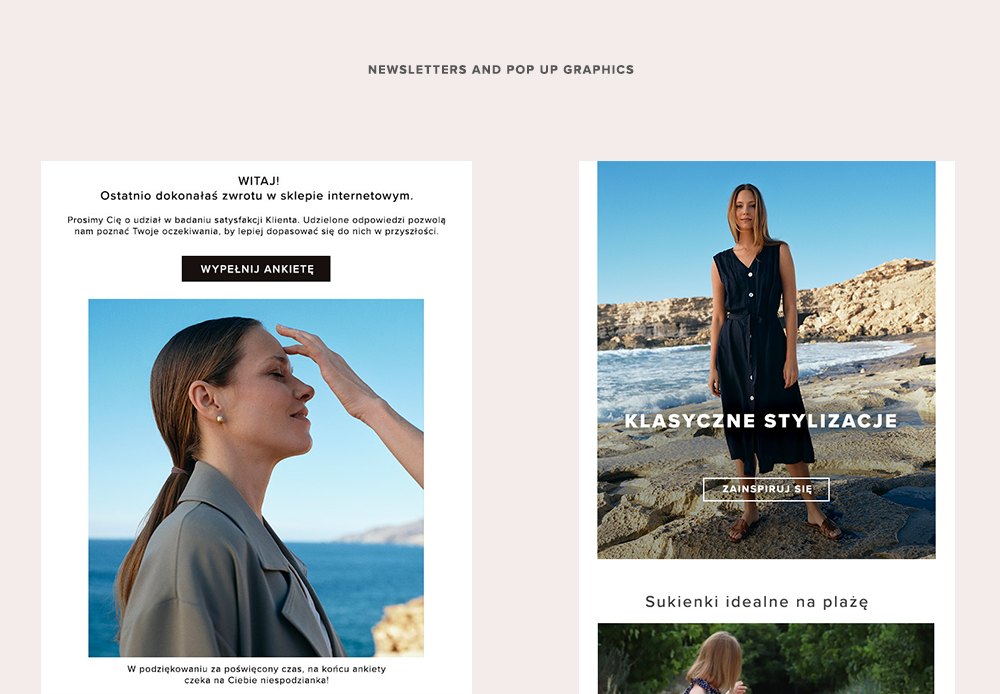 NEWSLETTERS AND POP UP GRAPHICS
WITAJ!
Ostatnio dokonałaś zwrotu w sklepie internetowym.
Prosimy Cię o udział w badaniu satysfakcji Klienta. Udzielone odpowiedzi pozwolą
nam poznać Twoje oczekiwania, by lepiej dopasować się do nich w przyszłości.
WYPEŁNIJ ANKIETĘ
W podziękowaniu za poświęcony czas, na końcu ankiety
czeka na Ciebie niespodzianka!
KLASYCZNE STYLIZACJE
ZAINSPIRUJ SIĘ
Sukienki idealne na plażę